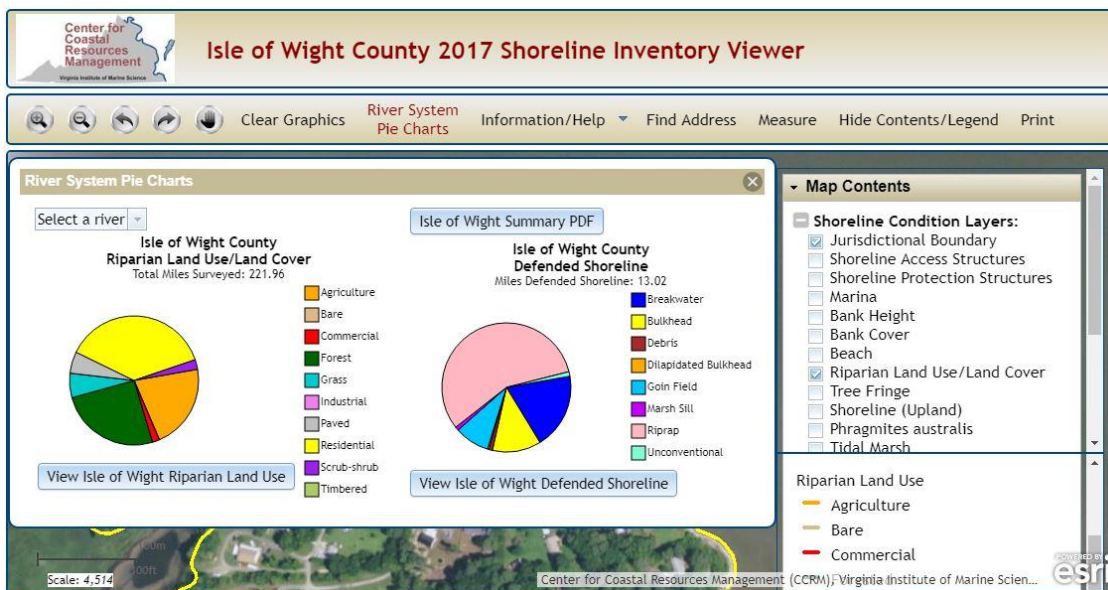 Center for
Coastal
Resources
Management
Virginia Institute of Marine Science
Isle of Wight County 2017 Shoreline Inventory Viewer
Clear Graphics
River System
Pie Charts
Information/Help
Find Address
Measure
Hide Contents/Legend
Print
River System Pie Charts
Select a river
Isle of Wight County
Riparian Land Use/Land Cover
Total Miles Surveyed: 221.96
Agriculture
Bare
Commercial
Forest
Grass
Industrial
Paved
Residential
Scrub-shrub
Timbered
View Isle of Wight Riparian Land Use
Isle of Wight Summary PDF
Isle of Wight County
Defended Shoreline
Miles Defended Shoreline: 13.02
Breakwater
Bulkhead
Debris
Dilapidated Bulkhead
Goin Field
Marsh Sill
Riprap
Unconventional
View Isle of Wight Defended Shoreline
Map Contents
Shoreline Condition Layers:
Jurisdictional Boundary
Shoreline Access Structures
Shoreline Protection Structures
Marina
Bank Height
Bank Cover
Beach
Riparian Land Use/Land Cover
Tree Fringe
Shoreline (Upland)
Phragmites australis
Tidal Marsh
Riparian Land Use
Agriculture
Bare
Commercial
Scale: 4,514
Center for Coastal Resources Management (CCRM), Virginia Institute of Marine Scien...
POWERED BY
esri